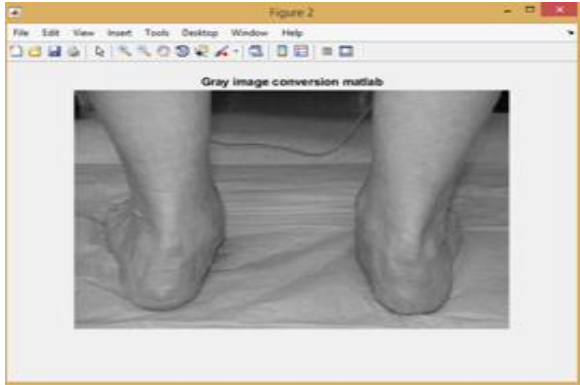 Figure 2
File Edit View Insert Tools Desktop Window Help
Gray image conversion matlab